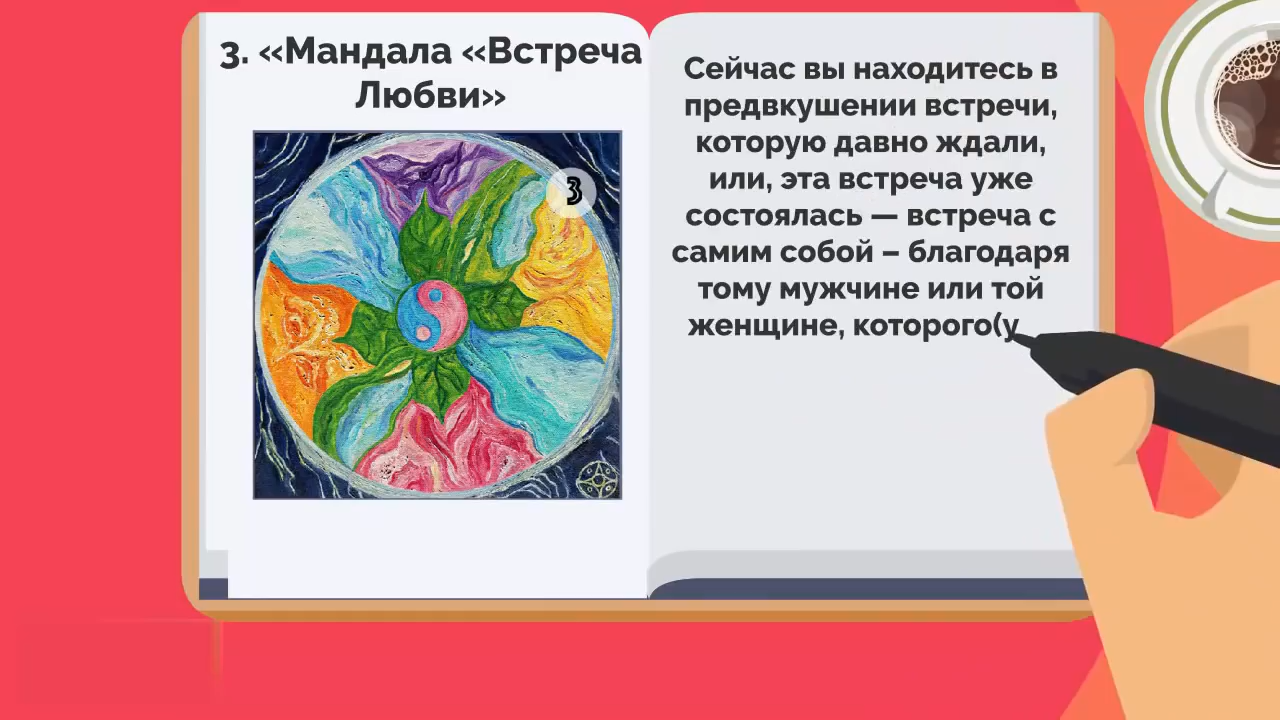 3. «Мандала «Встреча
Любви»
3
Сейчас вы находитесь в
предвкушении встречи,
которую давно ждали,
или, эта встреча уже
состоялась — встреча с
самим собой – благодаря
тому мужчине или той
женщине, которого(у